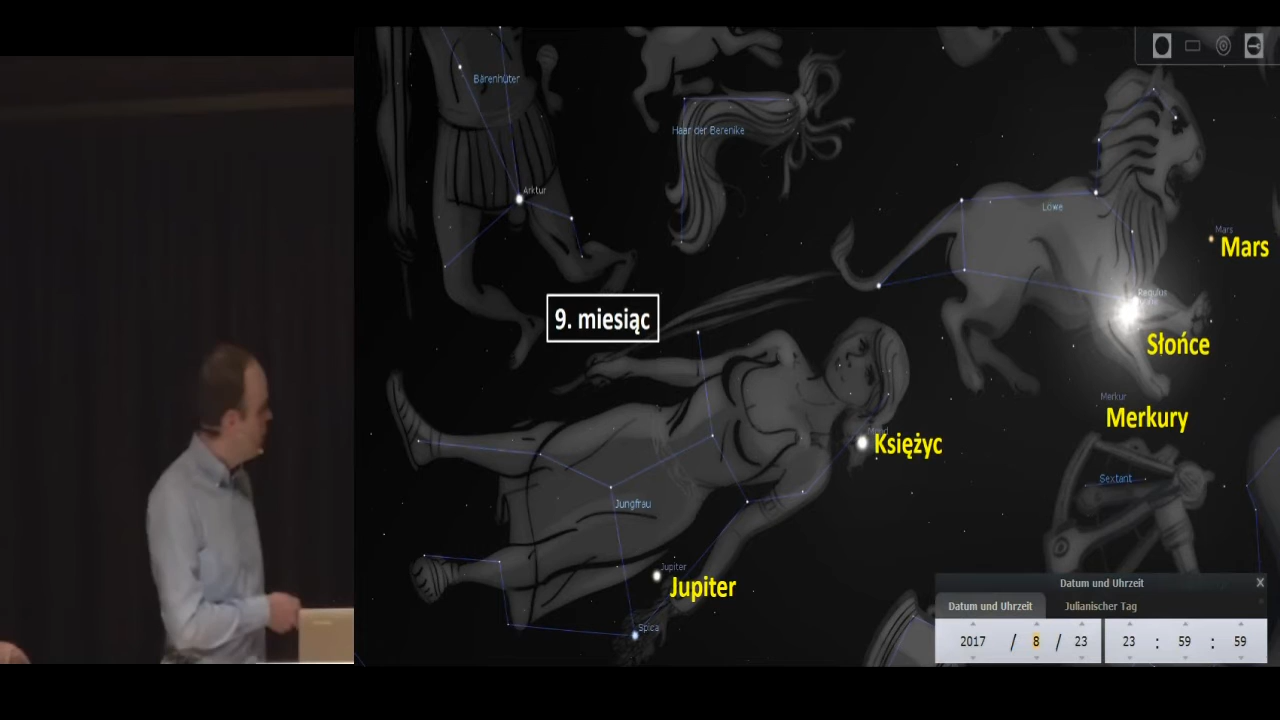 Bärenhüter
Haar der Berenike
Arktur
Löwe
Mars
Mars
9. miesiąc
Regulus
Słońce
Merkur
Merkury
Mond
Księżyc
Sextant
Jungfrau
Jupiter
Jupiter
Spica
Datum und Uhrzeit X
Datum und Uhrzeit Julianischer Tag
2017 / 8 / 23 23 : 59 : 59